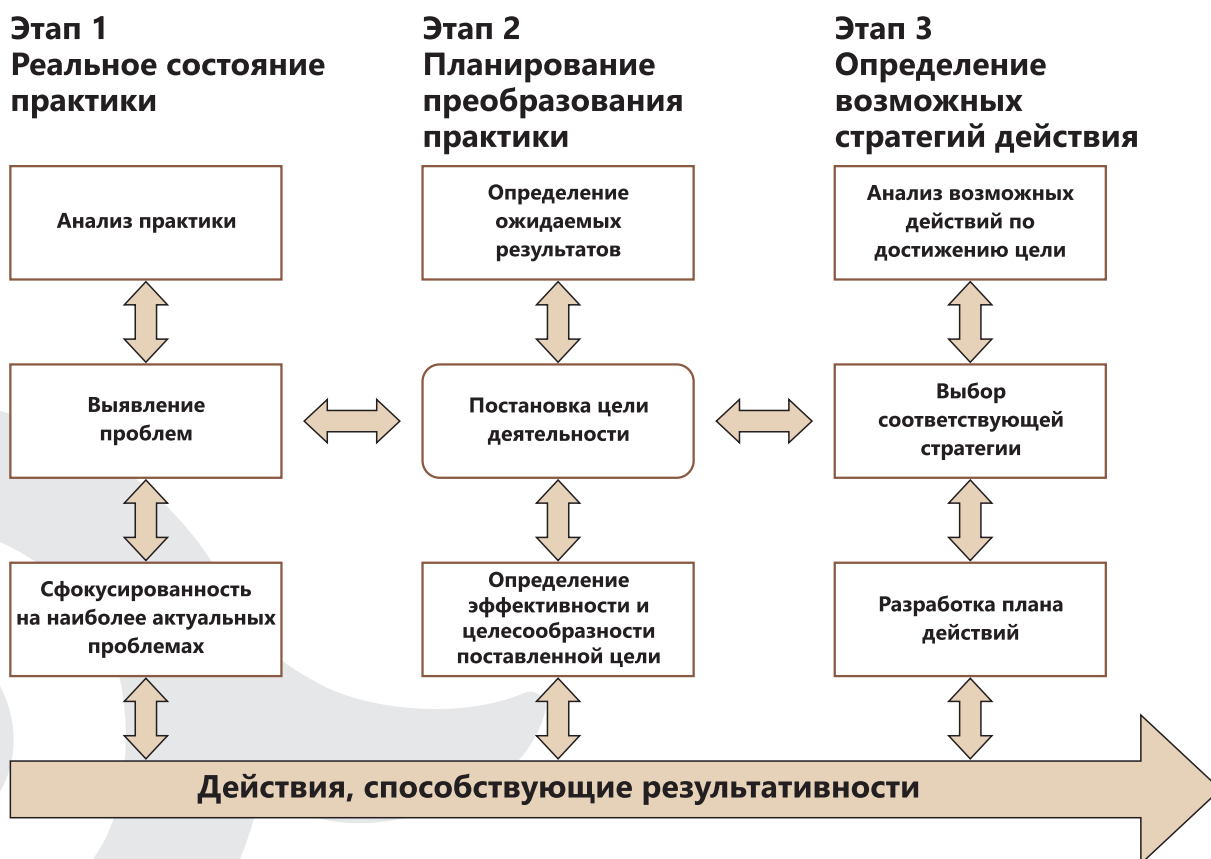 Этап 1
Реальное состояние
практики
Этап 2
Планирование
преобразования
практики
Этап 3
Определение
возможных
стратегий действия
Анализ практики
Определение
ожидаемых
результатов
Анализ возможных
действий по
достижению цели
Выявление
проблем
Постановка цели
деятельности
Выбор
соответствующей
стратегии
Сфокусированность
на наиболее актуальных
проблемах
Определение
эффективности и
целесообразности
поставленной цели
Разработка плана
действий
Действия, способствующие результативности